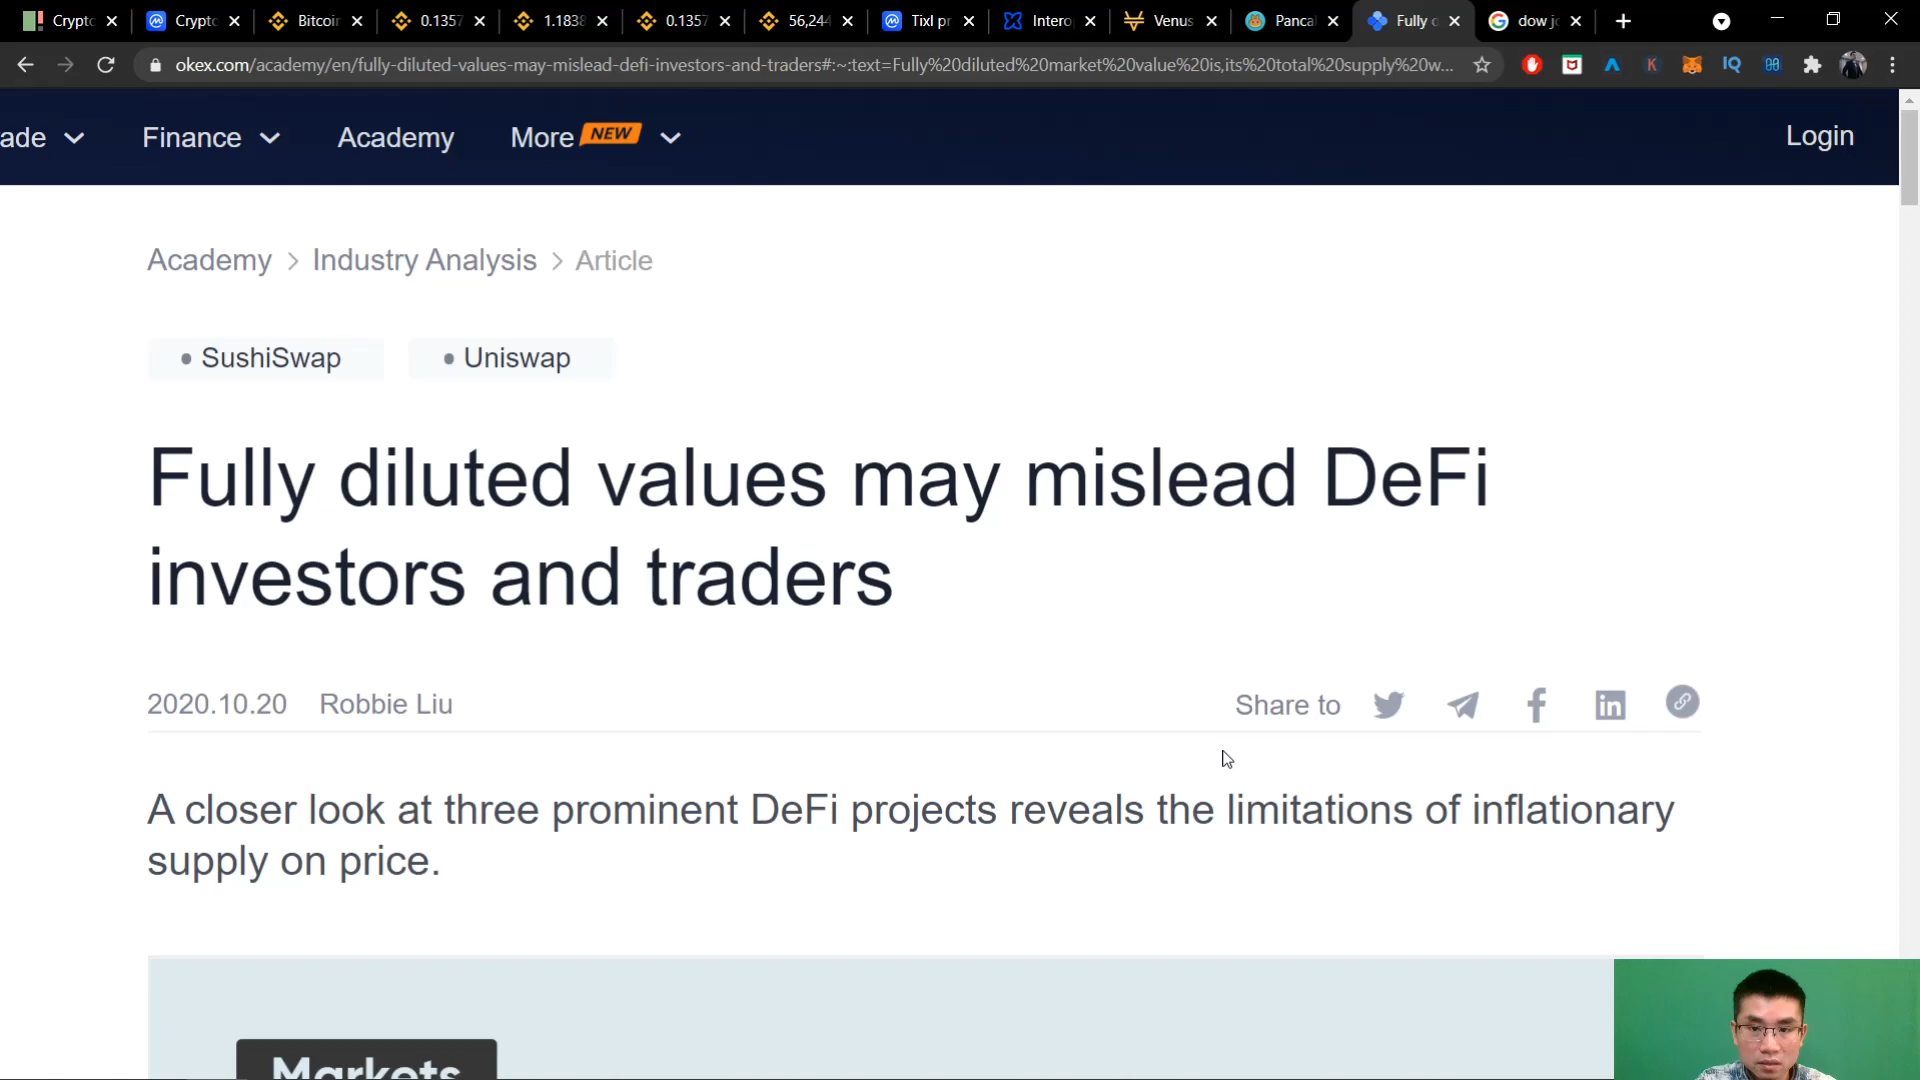 Crypto
Crypto
Bitcoin
0.1357
1.1838
0.1357
56,244
Tixl pr
Intero
Venus
Panca
Fully d
dow jo
okex.com/academy/en/fully-diluted-values-may-mislead-defi-investors-and-traders#:~:text=Fully%20diluted%20market%20value%20is,its%20total%20supply%20w...
K
IQ
ade
Finance
Academy
More NEW
Login
Academy > Industry Analysis > Article
• SushiSwap
• Uniswap
Fully diluted values may mislead DeFi
investors and traders
2020.10.20 Robbie Liu
Share to
in
A closer look at three prominent DeFi projects reveals the limitations of inflationary
supply on price.
Markets